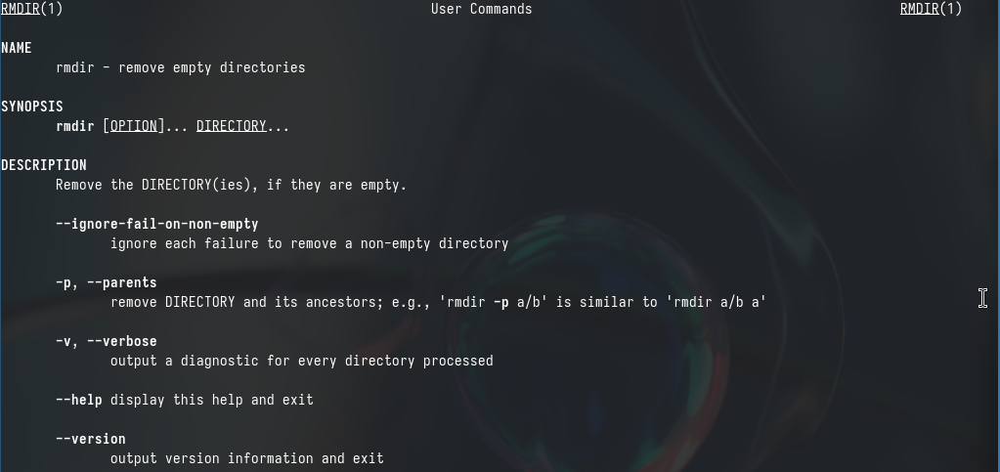 RMDIR(1) User Commands RMDIR(1)
NAME
rmdir - remove empty directories
SYNOPSIS
rmdir [OPTION]... DIRECTORY...
DESCRIPTION
Remove the DIRECTORY(ies), if they are empty.
--ignore-fail-on-non-empty
ignore each failure to remove a non-empty directory
-p, --parents
remove DIRECTORY and its ancestors; e.g., 'rmdir -p a/b' is similar to 'rmdir a/b a'
-v, --verbose
output a diagnostic for every directory processed
--help display this help and exit
--version
output version information and exit